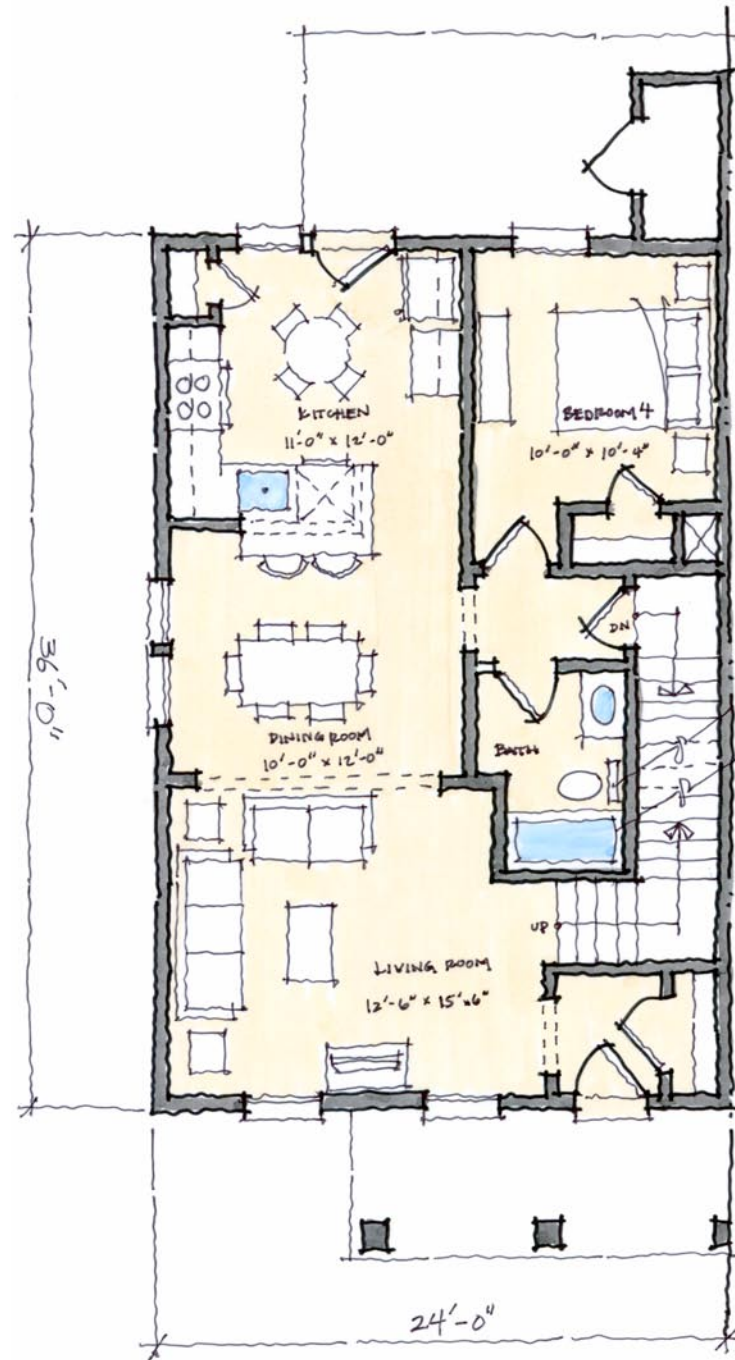 KITCHEN
11'-0" x 12'-0"
BEDROOM 4
10'-0" x 10'-4"
DN
36'-0"
DINING ROOM
10'-0" x 12'-0"
BATH
UP
LIVING ROOM
12'-6" x 15'x6"
24'-0"